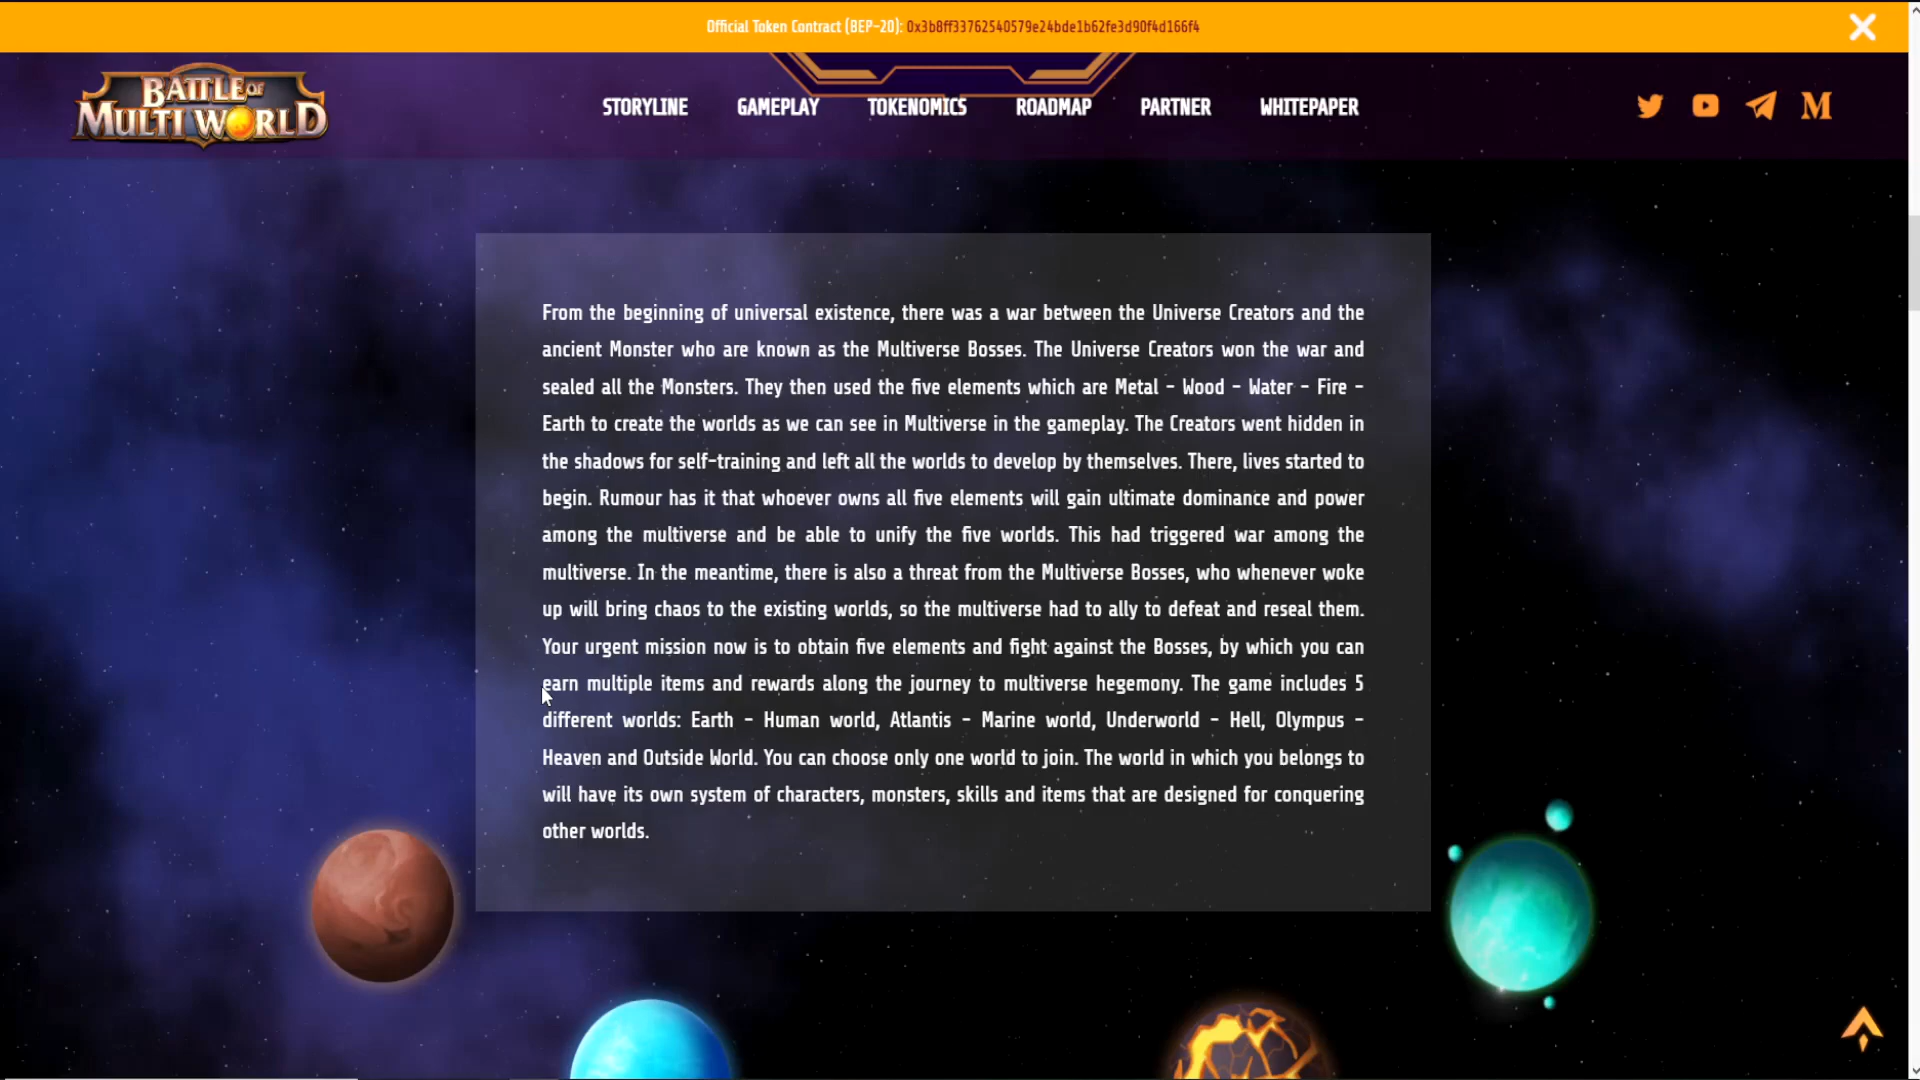 Official Token Contract (BEP-20): 0x3b8ff33762540579e24bde1b62fe3d90f4d166f4
BATTLE OF
MULTI WORLD
STORYLINE
GAMEPLAY
TOKENOMICS
ROADMAP
PARTNER
WHITEPAPER
M
From the beginning of universal existence, there was a war between the Universe Creators and the
ancient Monster who are known as the Multiverse Bosses. The Universe Creators won the war and
sealed all the Monsters. They then used the five elements which are Metal - Wood - Water - Fire -
Earth to create the worlds as we can see in Multiverse in the gameplay. The Creators went hidden in
the shadows for self-training and left all the worlds to develop by themselves. There, lives started to
begin. Rumour has it that whoever owns all five elements will gain ultimate dominance and power
among the multiverse and be able to unify the five worlds. This had triggered war among the
multiverse. In the meantime, there is also a threat from the Multiverse Bosses, who whenever woke
up will bring chaos to the existing worlds, so the multiverse had to ally to defeat and reseal them.
Your urgent mission now is to obtain five elements and fight against the Bosses, by which you can
earn multiple items and rewards along the journey to multiverse hegemony. The game includes 5
different worlds: Earth - Human world, Atlantis - Marine world, Underworld - Hell, Olympus -
Heaven and Outside World. You can choose only one world to join. The world in which you belongs to
will have its own system of characters, monsters, skills and items that are designed for conquering
other worlds.